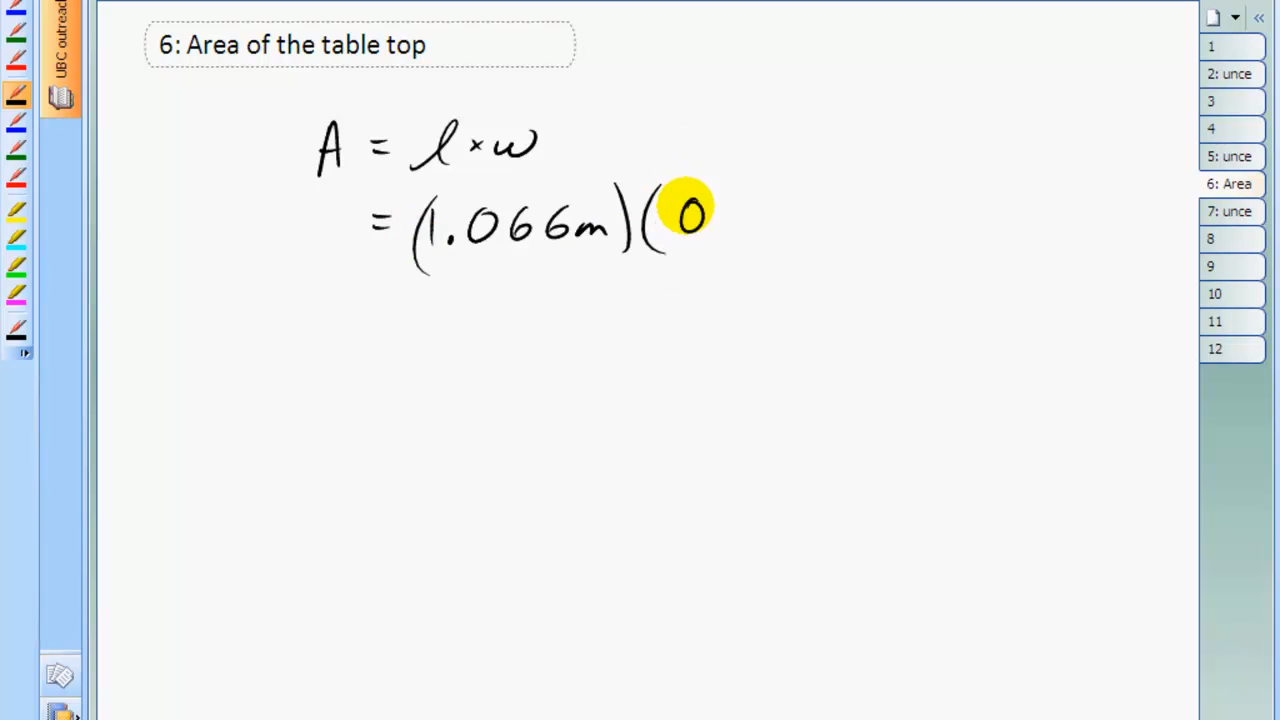 UBC outreach
6: Area of the table top
A = l × w
= (1.066m)(0
1
2: unce
3
4
5: unce
6: Area
7: unce
8
9
10
11
12